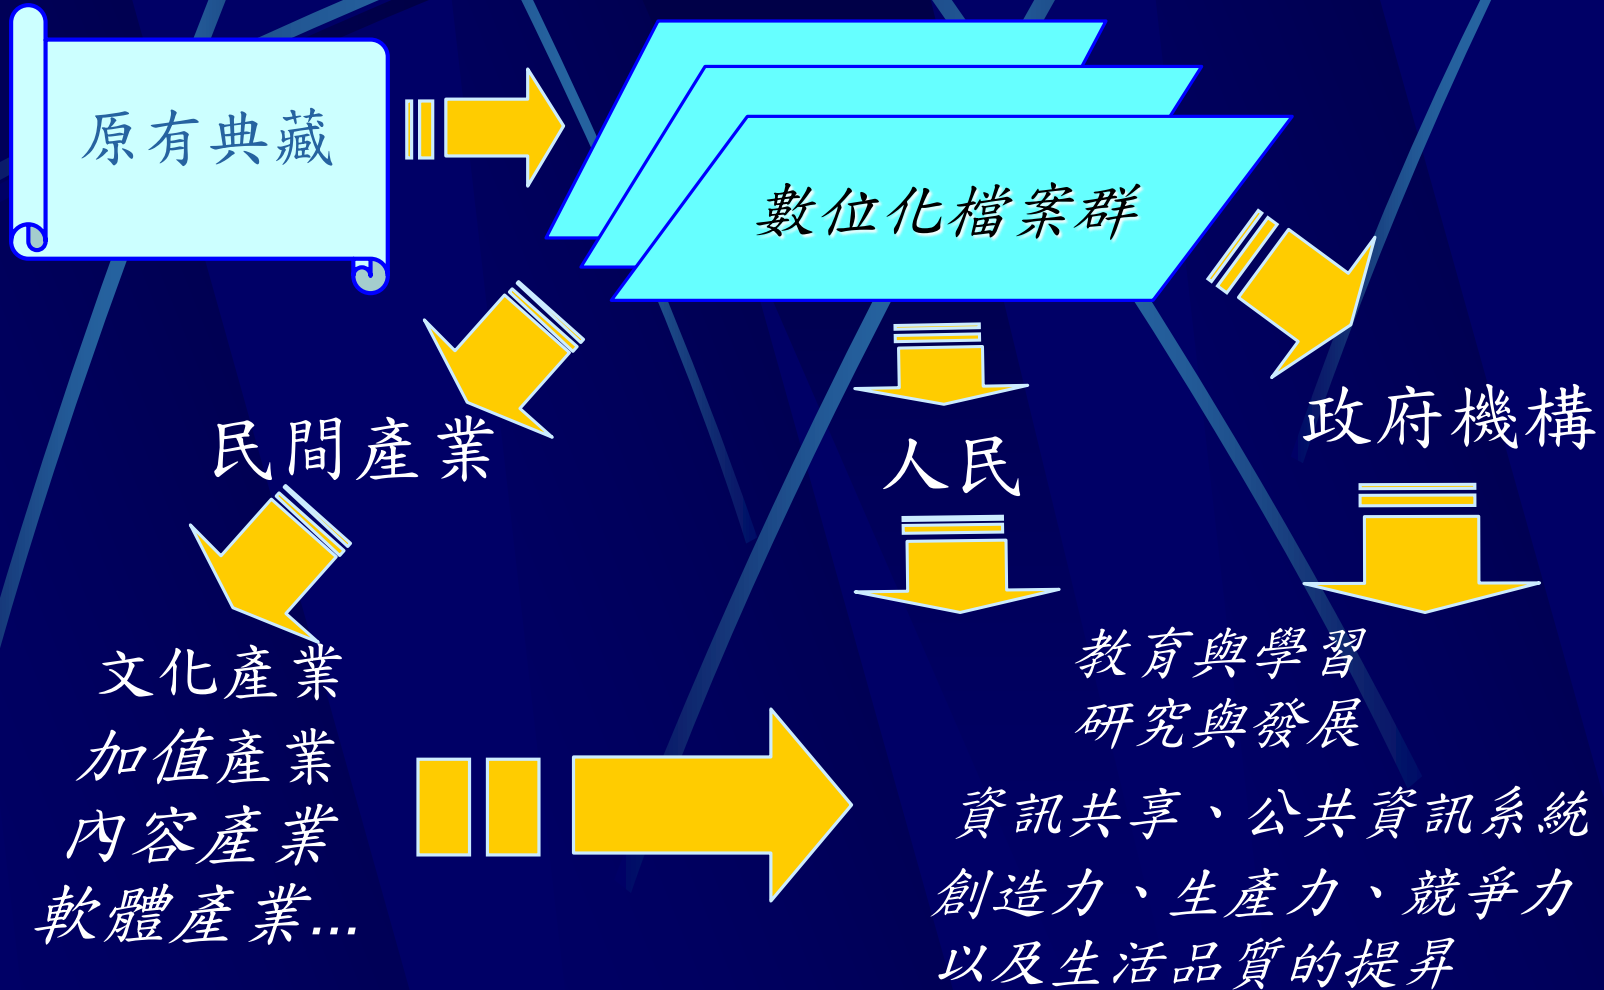 原有典藏
數位化檔案群
民間產業
人民
政府機構
文化產業
加值產業
內容產業
軟體產業...
教育與學習
研究與發展
資訊共享、公共資訊系統
創造力、生產力、競爭力
以及生活品質的提昇